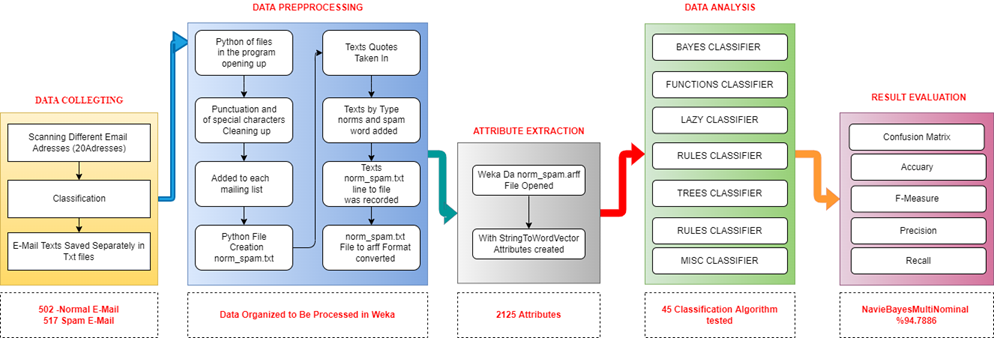 DATA COLLEGTING
Scanning Different Email
Adresses (20Adresses)
Classification
E-Mail Texts Saved Separately in
Txt files
502 -Normal E-Mail
517 Spam E-Mail
DATA PREPPROCESSING
Python of files
in the program
opening up
Punctuation and
of special characters
Cleaning up
Added to each
mailing list
Python File
Creation
norm_spam.txt
Texts Quotes
Taken In
Texts by Type
norms and spam
word added
Texts
norm_spam.txt
line to file
was recorded
norm_spam.txt
File to arff Format
converted
Data Organized to Be Processed in Weka
ATTRIBUTE EXTRACTION
Weka Da norm_spam.arff
File Opened
With StringToWordVector
Attributes created
2125 Attributes
DATA ANALYSIS
BAYES CLASSIFIER
FUNCTIONS CLASSIFIER
LAZY CLASSIFIER
RULES CLASSIFIER
TREES CLASSIFIER
RULES CLASSIFIER
MISC CLASSIFIER
45 Classification Algorithm
tested
RESULT EVALUATION
Confusion Matrix
Accuary
F-Measure
Precision
Recall
NavieBayesMultiNominal
%94.7886